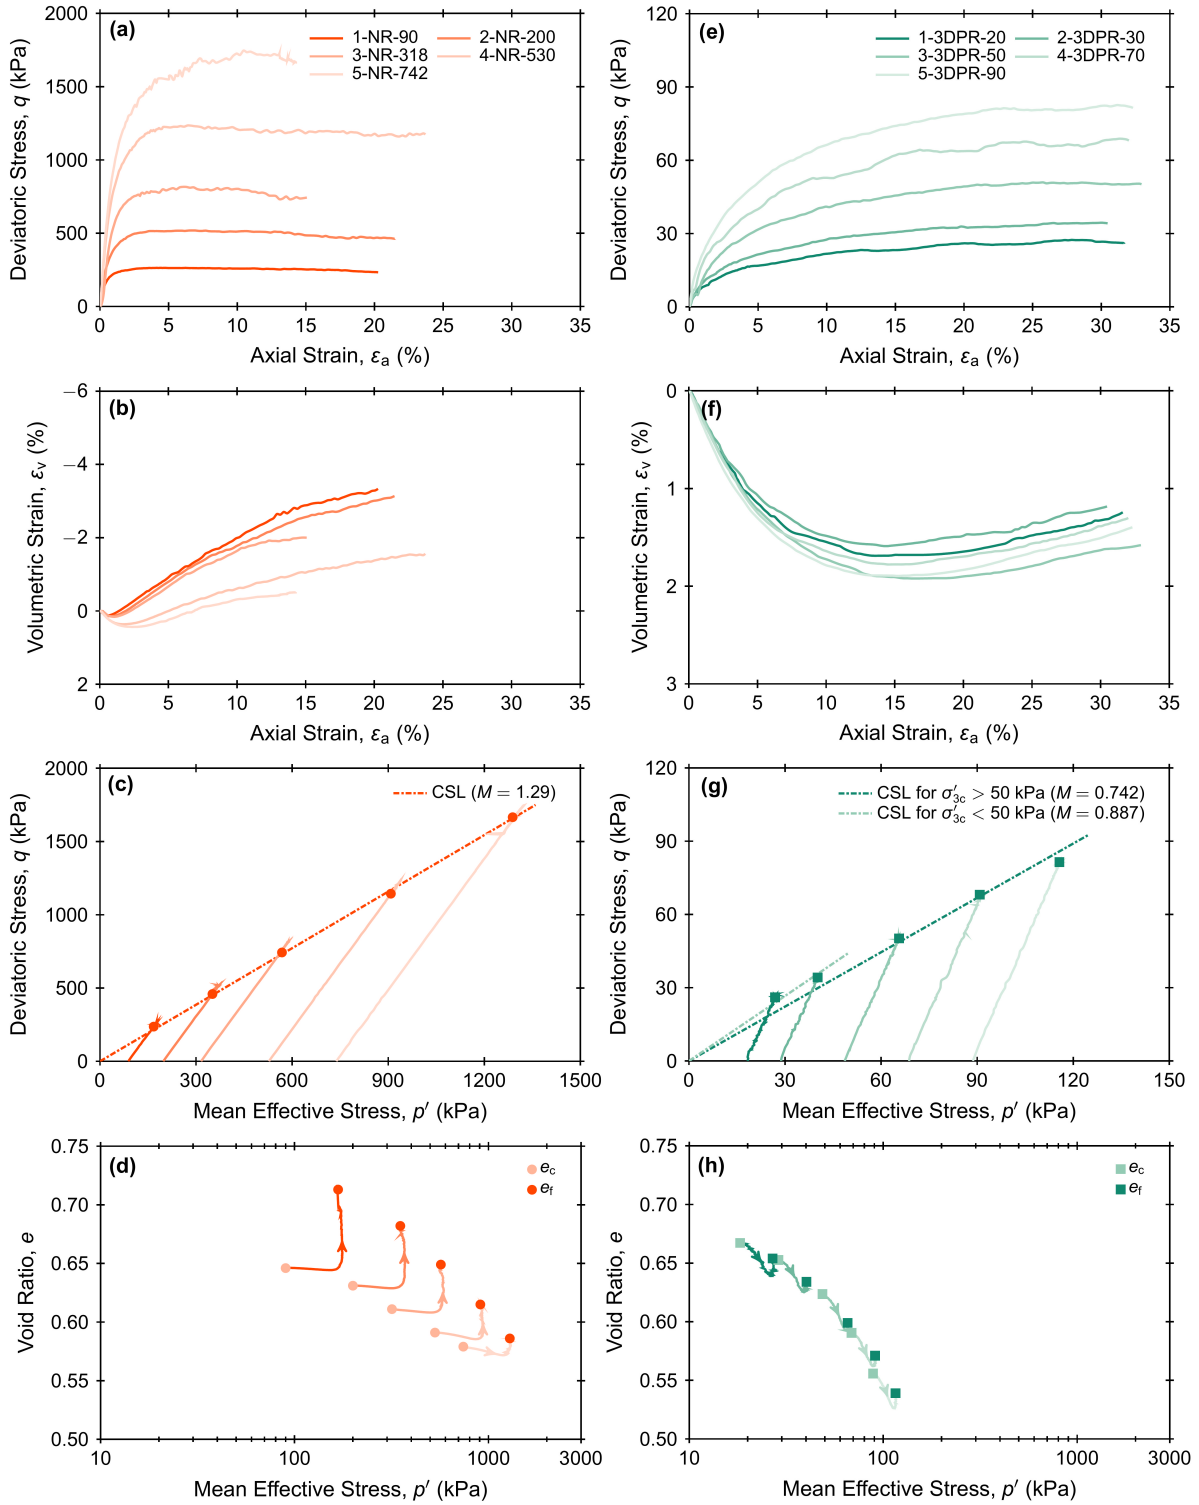 (a)
1-NR-90
2-NR-200
3-NR-318
4-NR-530
5-NR-742
2000
1500
1000
500
0
Deviatoric Stress, q (kPa)
0 5 10 15 20 25 30 35
Axial Strain, εa (%)
(e)
1-3DPR-20
2-3DPR-30
3-3DPR-50
4-3DPR-70
5-3DPR-90
120
90
60
30
0
Deviatoric Stress, q (kPa)
0 5 10 15 20 25 30 35
Axial Strain, εa (%)
(b)
−6
−4
−2
0
2
Volumetric Strain, εv (%)
0 5 10 15 20 25 30 35
Axial Strain, εa (%)
(f)
0
1
2
3
Volumetric Strain, εv (%)
0 5 10 15 20 25 30 35
Axial Strain, εa (%)
(c)
CSL (M = 1.29)
2000
1500
1000
500
0
Deviatoric Stress, q (kPa)
0 300 600 900 1200 1500
Mean Effective Stress, p′ (kPa)
(g)
CSL for σ′3c > 50 kPa (M = 0.742)
CSL for σ′3c < 50 kPa (M = 0.887)
120
90
60
30
0
Deviatoric Stress, q (kPa)
0 30 60 90 120 150
Mean Effective Stress, p′ (kPa)
(d)
ec
ef
0.75
0.70
0.65
0.60
0.55
0.50
Void Ratio, e
10 100 1000 3000
Mean Effective Stress, p′ (kPa)
(h)
ec
ef
0.75
0.70
0.65
0.60
0.55
0.50
Void Ratio, e
10 100 1000 3000
Mean Effective Stress, p′ (kPa)